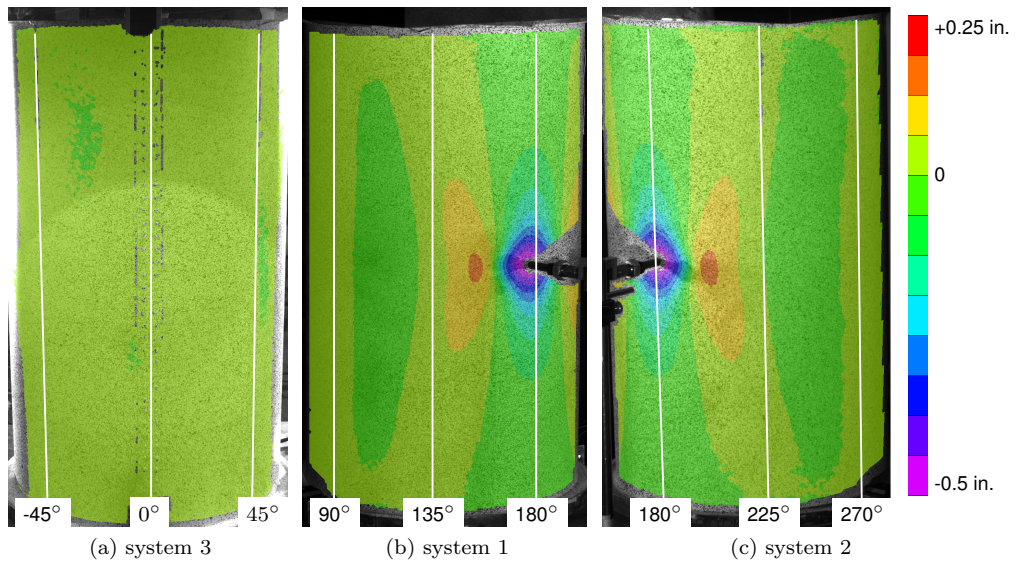 +0.25 in.
0
-0.5 in.
-45°
0°
45°
90°
135°
180°
180°
225°
270°
(a) system 3
(b) system 1
(c) system 2